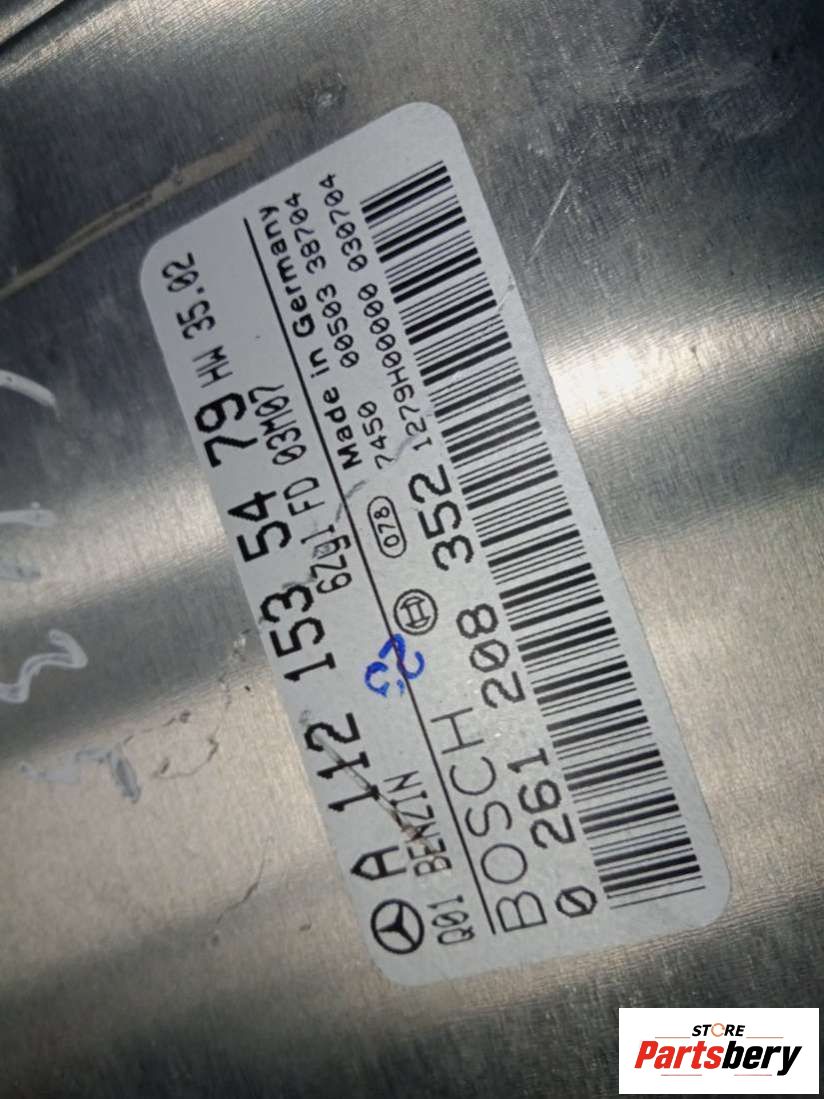 A 112 153 54 79 HW 35.02
Q01 BENZIN 6ZY1 FD 03M07
Made in Germany
BOSCH 078 7450 00503 38704
0 261 208 352 1279H00000 030704
STORE
Partsbery